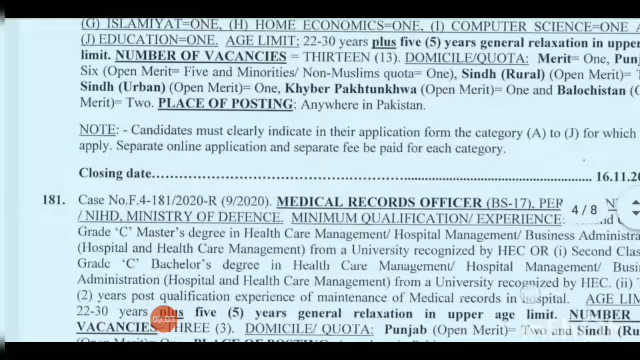 (G) ISLAMIYAT=ONE, (H) HOME ECONOMICS=ONE, (I) COMPUTER SCIENCE=ONE A
(J) EDUCATION=ONE. AGE LIMIT: 22-30 years plus five (5) years general relaxation in upper
limit. NUMBER OF VACANCIES = THIRTEEN (13). DOMICILE/QUOTA: Merit= One, Punj
Six (Open Merit= Five and Minorities/ Non-Muslims quota= One), Sindh (Rural) (Open Merit)= T
Sindh (Urban) (Open Merit)= One, Khyber Pakhtunkhwa (Open Merit)= One and Balochistan (O
Merit)= Two. PLACE OF POSTING: Anywhere in Pakistan.
NOTE: - Candidates must clearly indicate in their application form the category (A) to (J) for which
apply. Separate online application and separate fee be paid for each category.
Closing date 16.11.20
181. Case No.F.4-181/2020-R (9/2020). MEDICAL RECORDS OFFICER (BS-17), PER
/ NIHD, MINISTRY OF DEFENCE. MINIMUM QUALIFICATION/ EXPERIENCE:
4 / 8
Grade ‘C’ Master’s degree in Health Care Management/ Hospital Management/ Business Administra
(Hospital and Health Care Management) from a University recognized by HEC OR (i) Second Clas
Grade ‘C’ Bachelor’s degree in Health Care Management/ Hospital Management/ Busi
Administration (Hospital and Health Care Management) from a University recognized by HEC. (ii) T
(2) years post qualification experience of maintenance of Medical records in Hospital. AGE LIM
22-30 years plus five (5) years general relaxation in upper age limit. NUMBER
03:03
VACANCIES= THREE (3). DOMICILE/ QUOTA: Punjab (Open Merit)= Two and Sindh (Ru